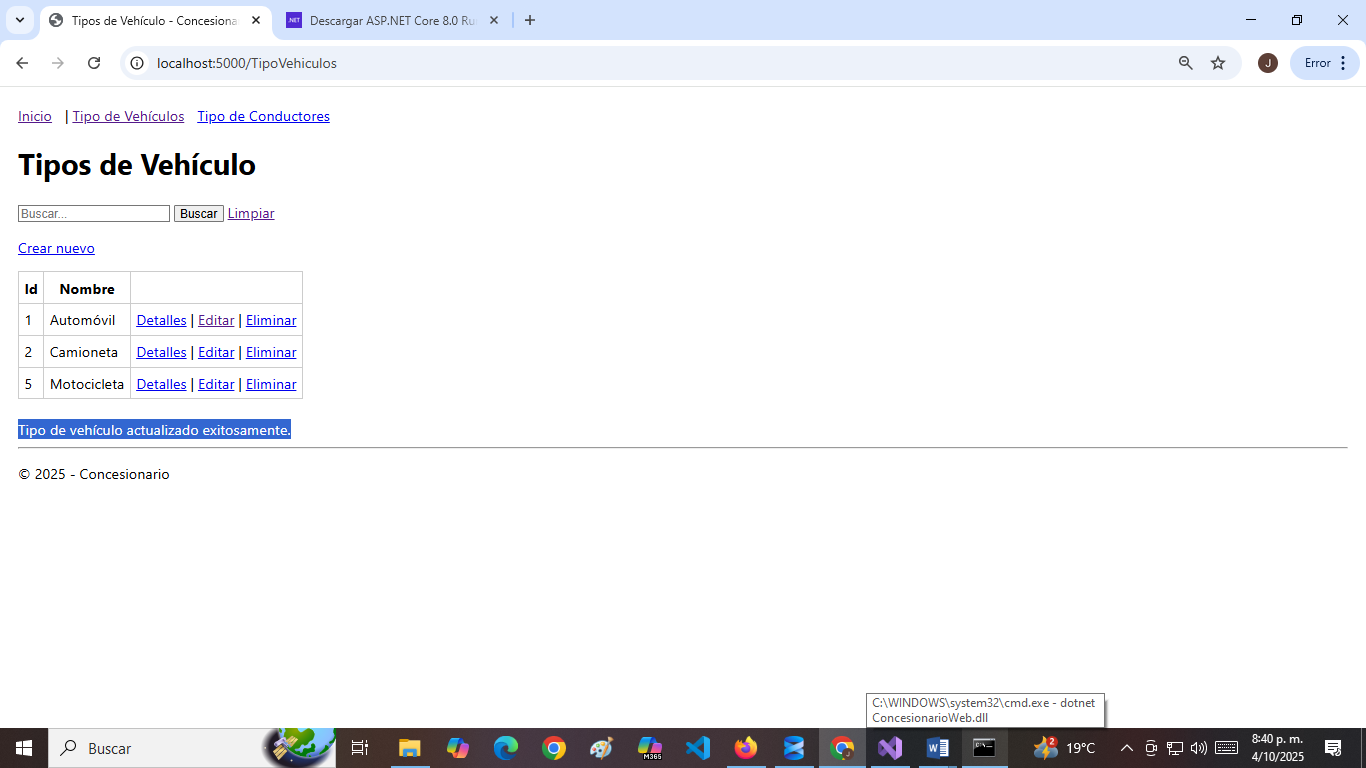 Tipos de Vehículo - Concesiona
Descargar ASP.NET Core 8.0 Ru
localhost:5000/TipoVehiculos
J
Error
Inicio | Tipo de Vehículos Tipo de Conductores
Tipos de Vehículo
Buscar... Buscar Limpiar
Crear nuevo
Id Nombre
1 Automóvil Detalles | Editar | Eliminar
2 Camioneta Detalles | Editar | Eliminar
5 Motocicleta Detalles | Editar | Eliminar
Tipo de vehículo actualizado exitosamente.
© 2025 - Concesionario
C:\WINDOWS\system32\cmd.exe - dotnet
ConcesionarioWeb.dll
Buscar
M365
2
19°C
8:40 p. m.
4/10/2025